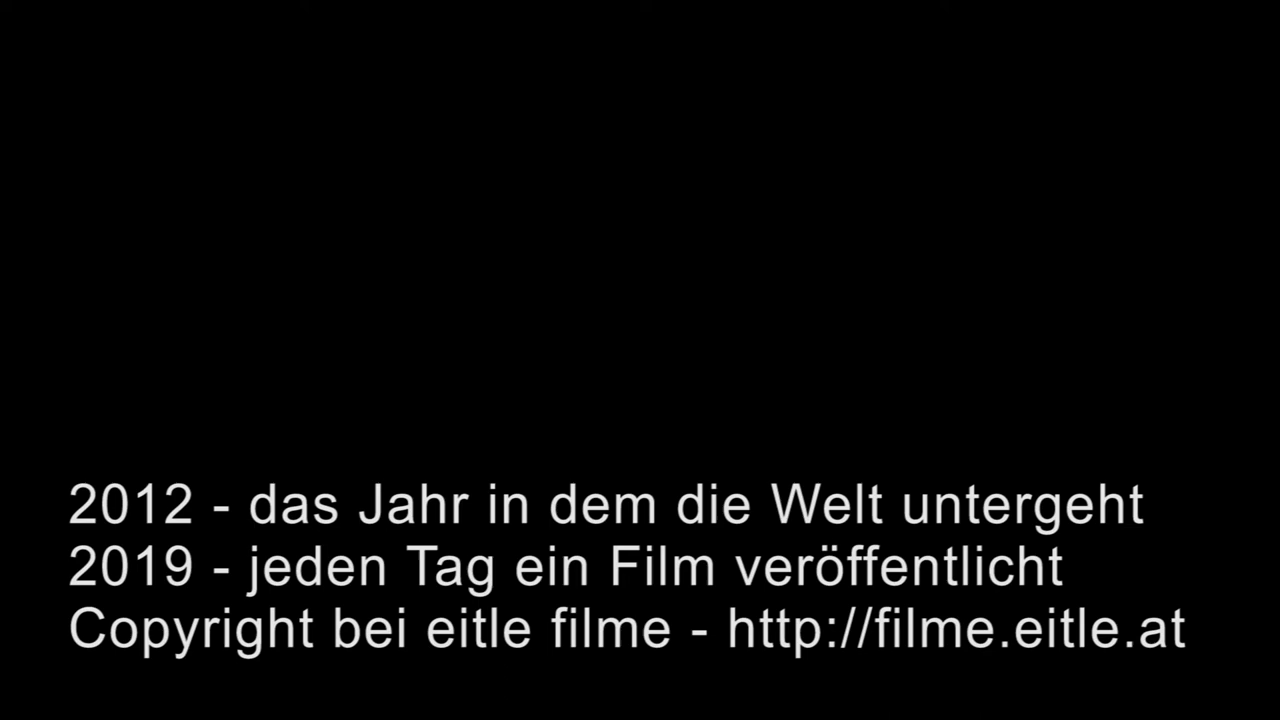 2012 - das Jahr in dem die Welt untergeht
2019 - jeden Tag ein Film veröffentlicht
Copyright bei eitle filme - http://filme.eitle.at